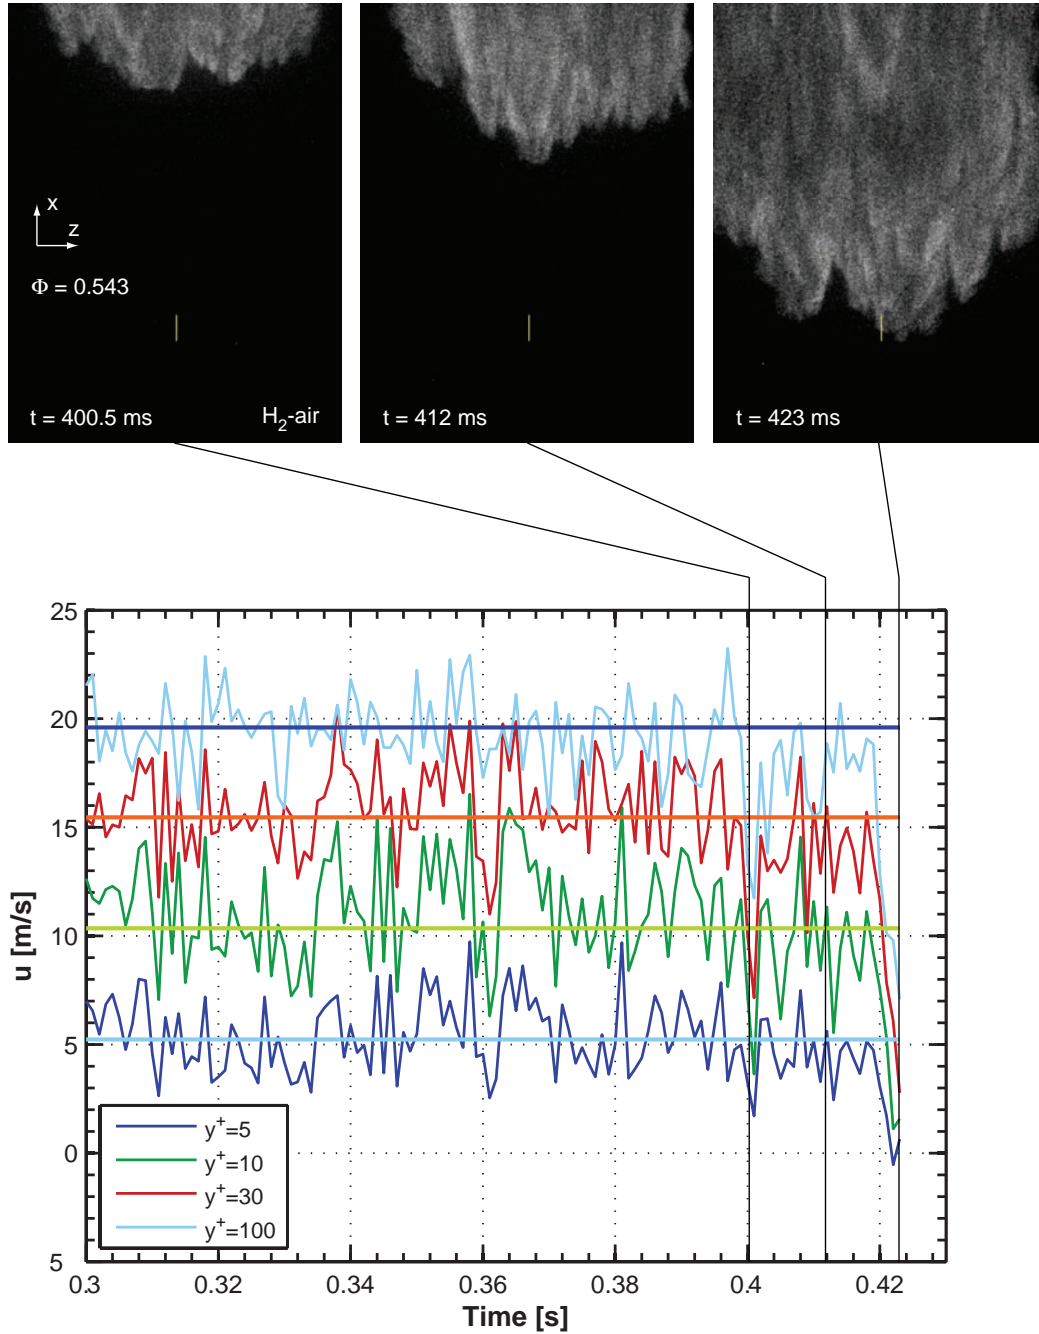 x
z
Φ = 0.543
t = 400.5 ms
H2-air
t = 412 ms
t = 423 ms
25
20
15
10
5
0
5
u [m/s]
y+=5
y+=10
y+=30
y+=100
0.3 0.32 0.34 0.36 0.38 0.4 0.42
Time [s]